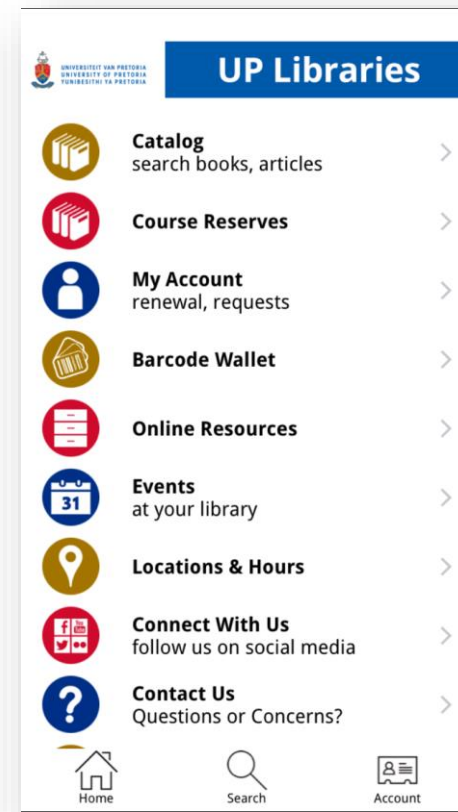 UNIVERSITEIT VAN PRETORIA
UNIVERSITY OF PRETORIA
YUNIBESITHI YA PRETORIA
UP Libraries
Catalog
search books, articles
Course Reserves
My Account
renewal, requests
Barcode Wallet
Online Resources
31
Events
at your library
Locations & Hours
Connect With Us
follow us on social media
Contact Us
Questions or Concerns?
Home
Search
Account